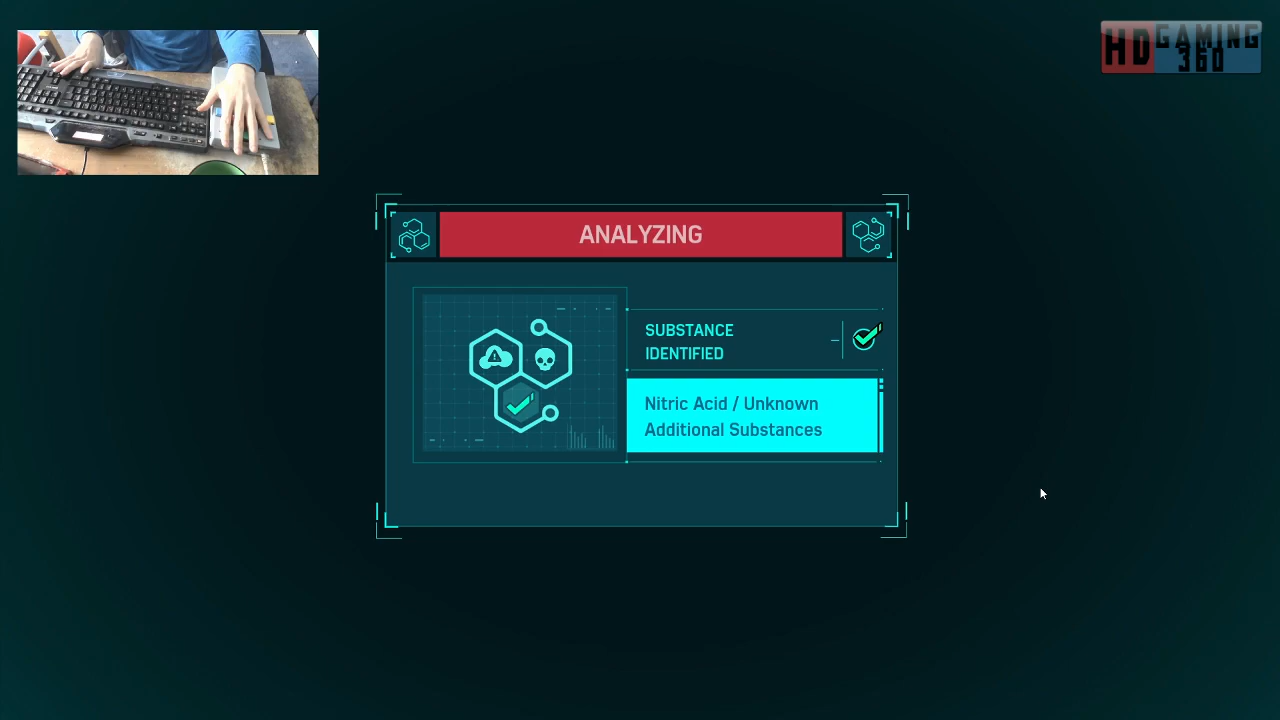 HD GAMING
360
ANALYZING
SUBSTANCE
IDENTIFIED
Nitric Acid / Unknown
Additional Substances